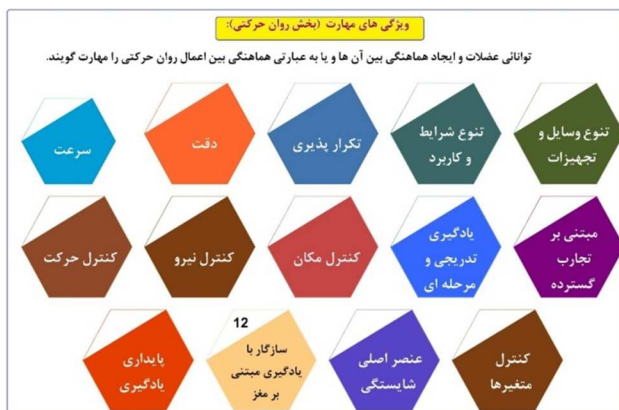 ویژگی های مهارت (بخش روان حرکتی):
توانائی عضلات و ایجاد هماهنگی بین آن ها و یا به عبارتی هماهنگی بین اعمال روان حرکتی را مهارت گویند.
تنوع وسایل و
تجهیزات
تنوع شرایط
و کاربرد
تکرار پذیری
دقت
سرعت
مبتنی بر
تجارب
گسترده
یادگیری
تدریجی و
مرحله ای
کنترل مکان
کنترل نیرو
کنترل حرکت
کنترل
متغیرها
عنصر اصلی
شایستگی
12
سازگار با
یادگیری مبتنی
بر مغز
پایداری
یادگیری